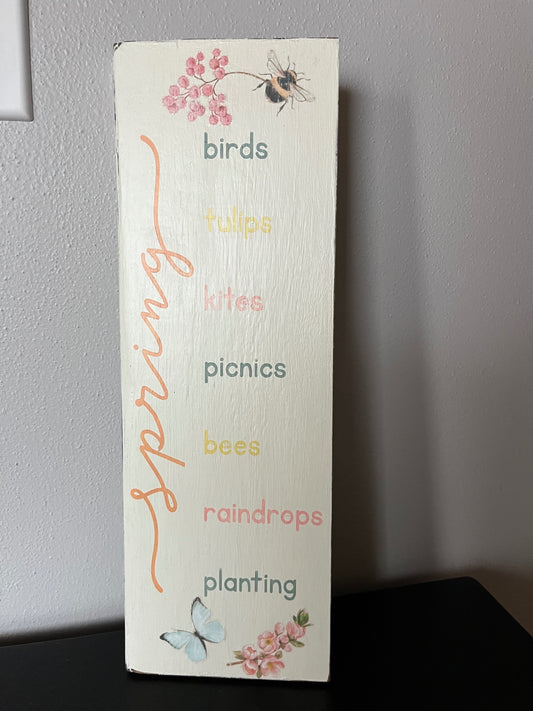 spring
birds
tulips
kites
picnics
bees
raindrops
planting